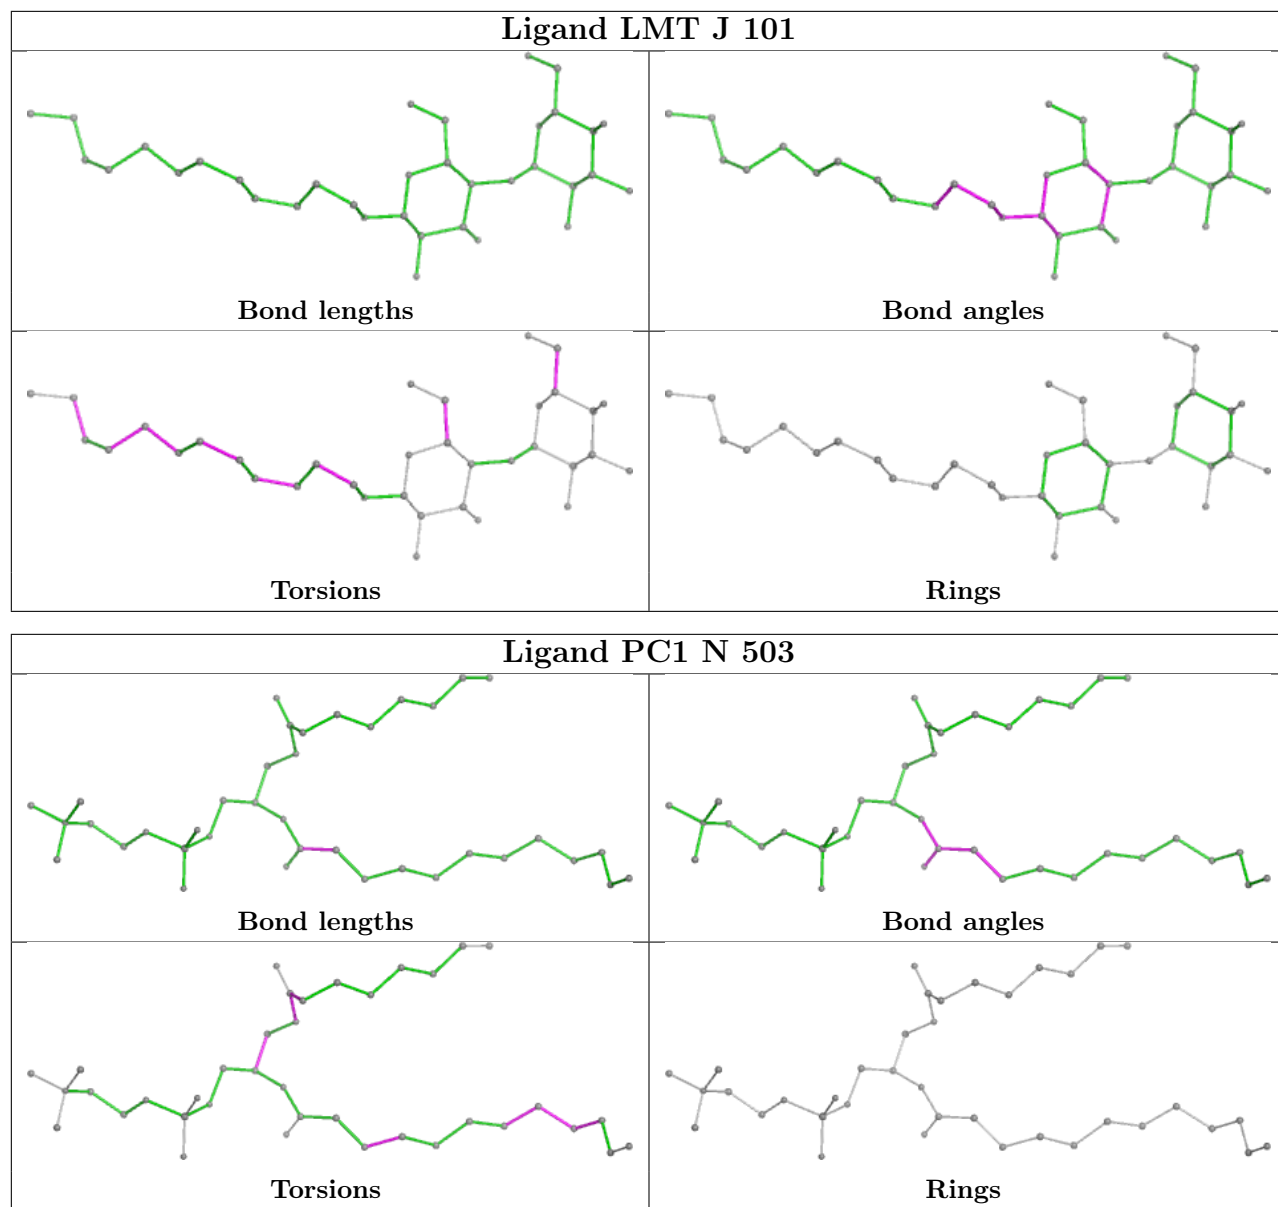 Ligand LMT J 101
Bond lengths
Bond angles
Torsions
Rings
Ligand PC1 N 503
Bond lengths
Bond angles
Torsions
Rings